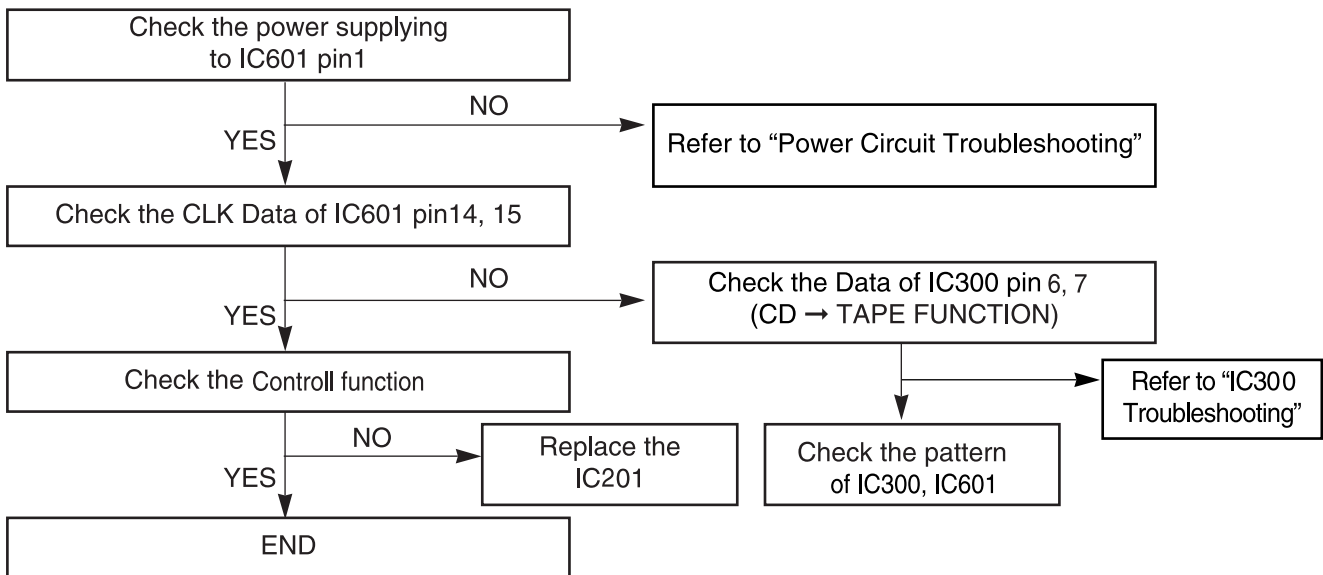 Check the power supplying
to IC601 pin1
NO
YES
Refer to “Power Circuit Troubleshooting”
Check the CLK Data of IC601 pin14, 15
NO
YES
Check the Data of IC300 pin 6, 7
(CD → TAPE FUNCTION)
Check the Controll function
Refer to “IC300
Troubleshooting”
NO
YES
Replace the
IC201
Check the pattern
of IC300, IC601
END